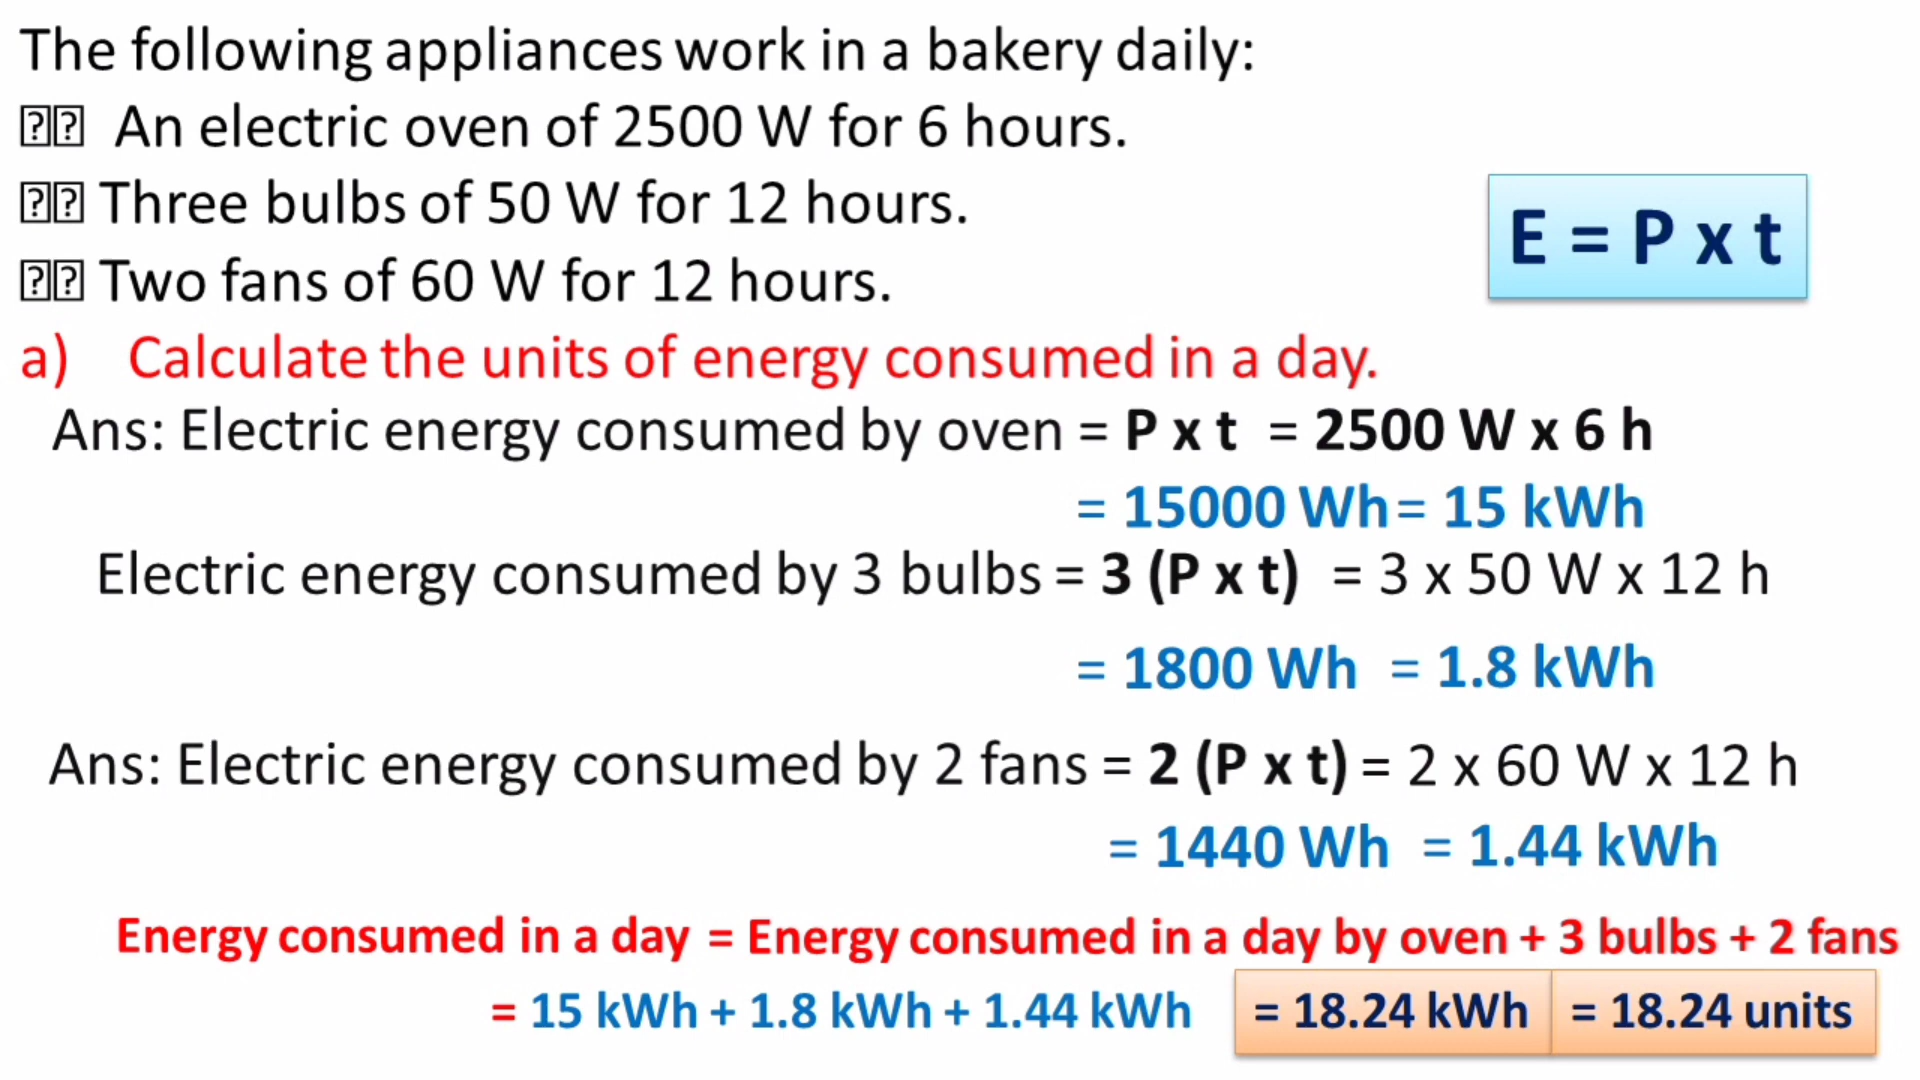 The following appliances work in a bakery daily:
An electric oven of 2500 W for 6 hours.
Three bulbs of 50 W for 12 hours.
Two fans of 60 W for 12 hours.
E = P x t
a) Calculate the units of energy consumed in a day.
Ans: Electric energy consumed by oven = P x t = 2500 W x 6 h
= 15000 Wh = 15 kWh
Electric energy consumed by 3 bulbs = 3 (P x t) = 3 x 50 W x 12 h
= 1800 Wh = 1.8 kWh
Ans: Electric energy consumed by 2 fans = 2 (P x t) = 2 x 60 W x 12 h
= 1440 Wh = 1.44 kWh
Energy consumed in a day = Energy consumed in a day by oven + 3 bulbs + 2 fans
= 15 kWh + 1.8 kWh + 1.44 kWh = 18.24 kWh = 18.24 units